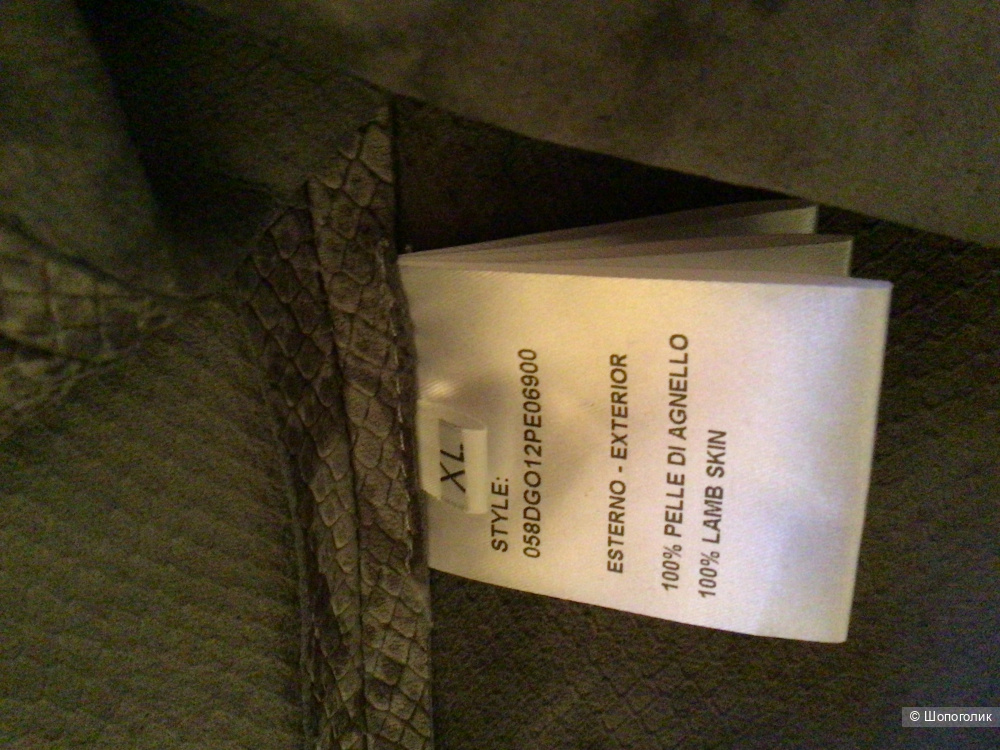 XL
STYLE:
058DGO12PE06900
ESTERNO - EXTERIOR
100% PELLE DI AGNELLO
100% LAMB SKIN
© Шопоголик